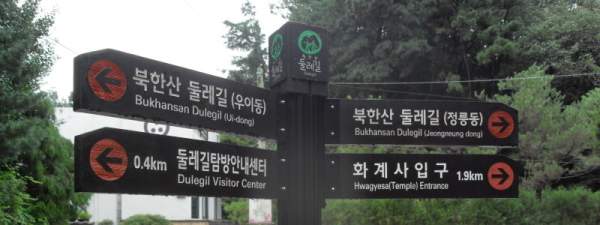 둘레길
북한산 둘레길 (우이동)
Bukhansan Dulegil (Ui-dong)
0.4km 둘레길탐방안내센터
Dulegil Visitor Center
북한산 둘레길 (정릉동)
Bukhansan Dulegil (Jeongneung dong)
화계사입구 1.9km
Hwagyesa(Temple) Entrance